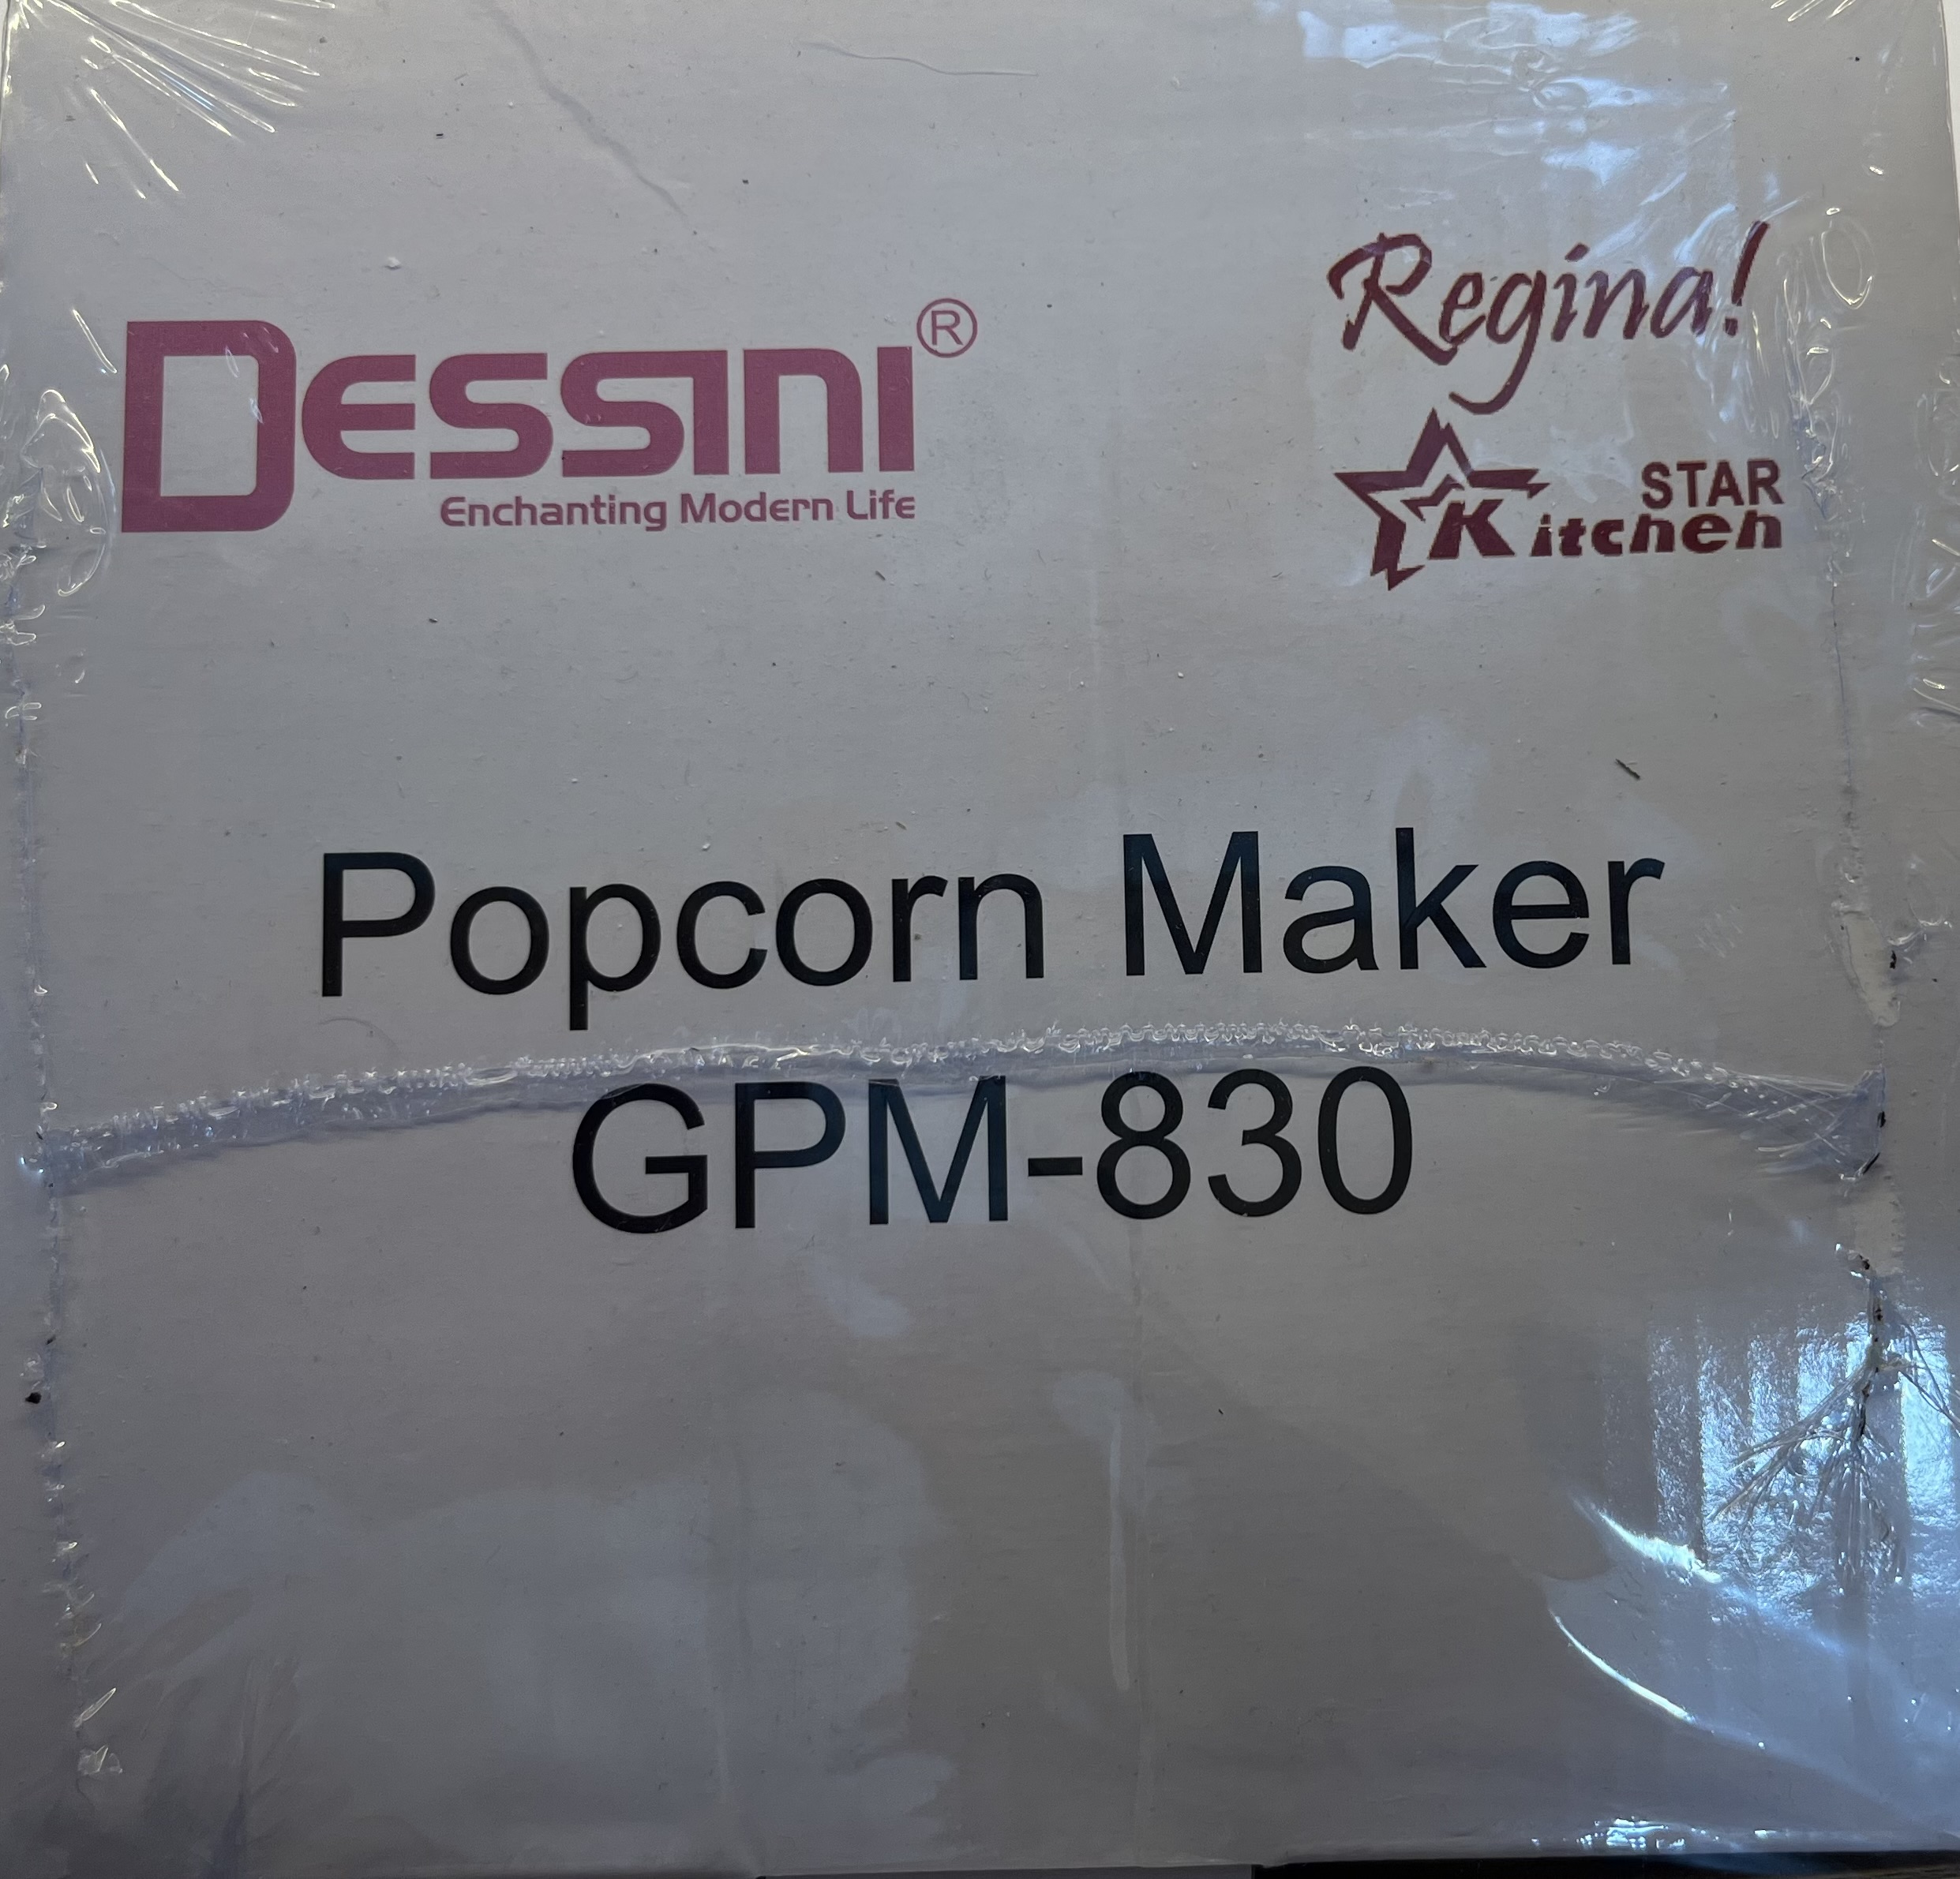 DESSINI®
Enchanting Modern Life
Regina!
STAR
Kitchen
Popcorn Maker
GPM-830